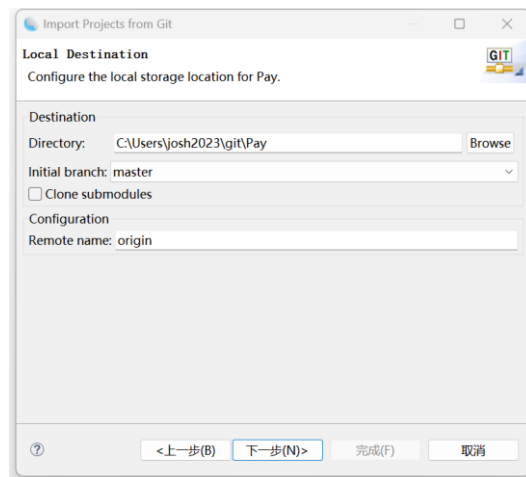 Import Projects from Git
Local Destination
Configure the local storage location for Pay.
GIT
Destination
Directory: C:\Users\josh2023\git\Pay Browse
Initial branch: master
Clone submodules
Configuration
Remote name: origin
? <上一步(B) 下一步(N)> 完成(F) 取消